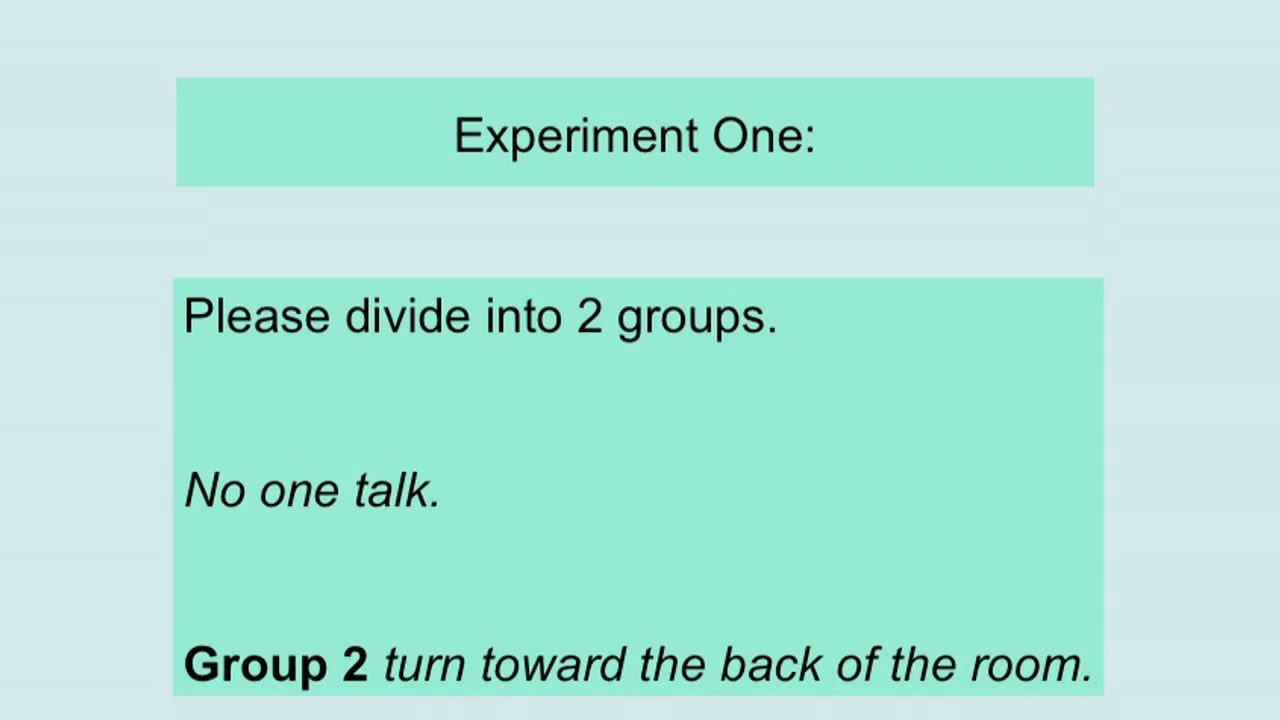 Experiment One:
Please divide into 2 groups.
No one talk.
Group 2 turn toward the back of the room.